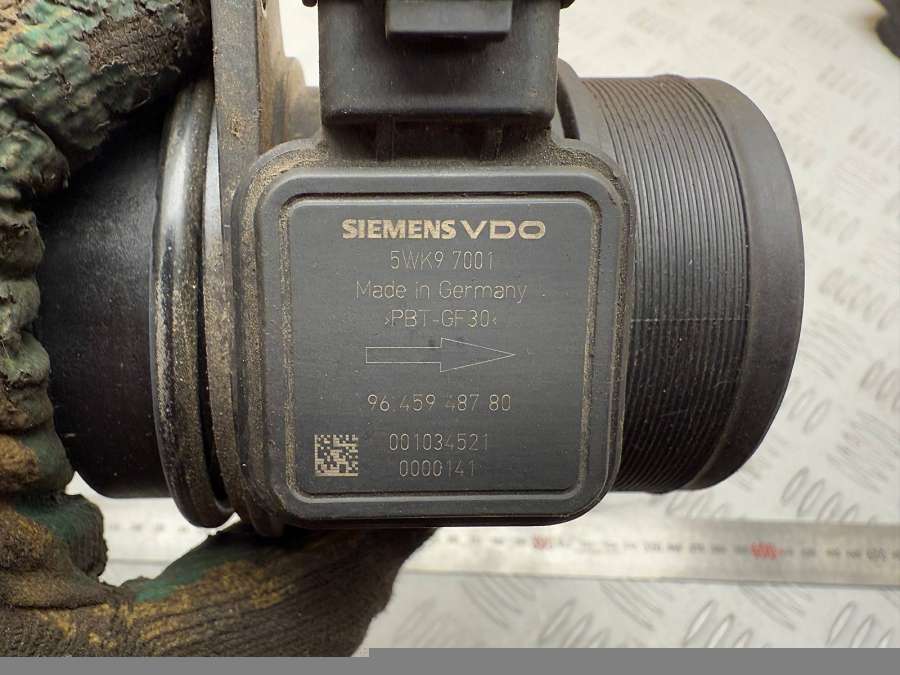 SIEMENS VDO
5WK9 7001
Made in Germany
>PBT-GF30<
96.459 487 80
001034521
0000141